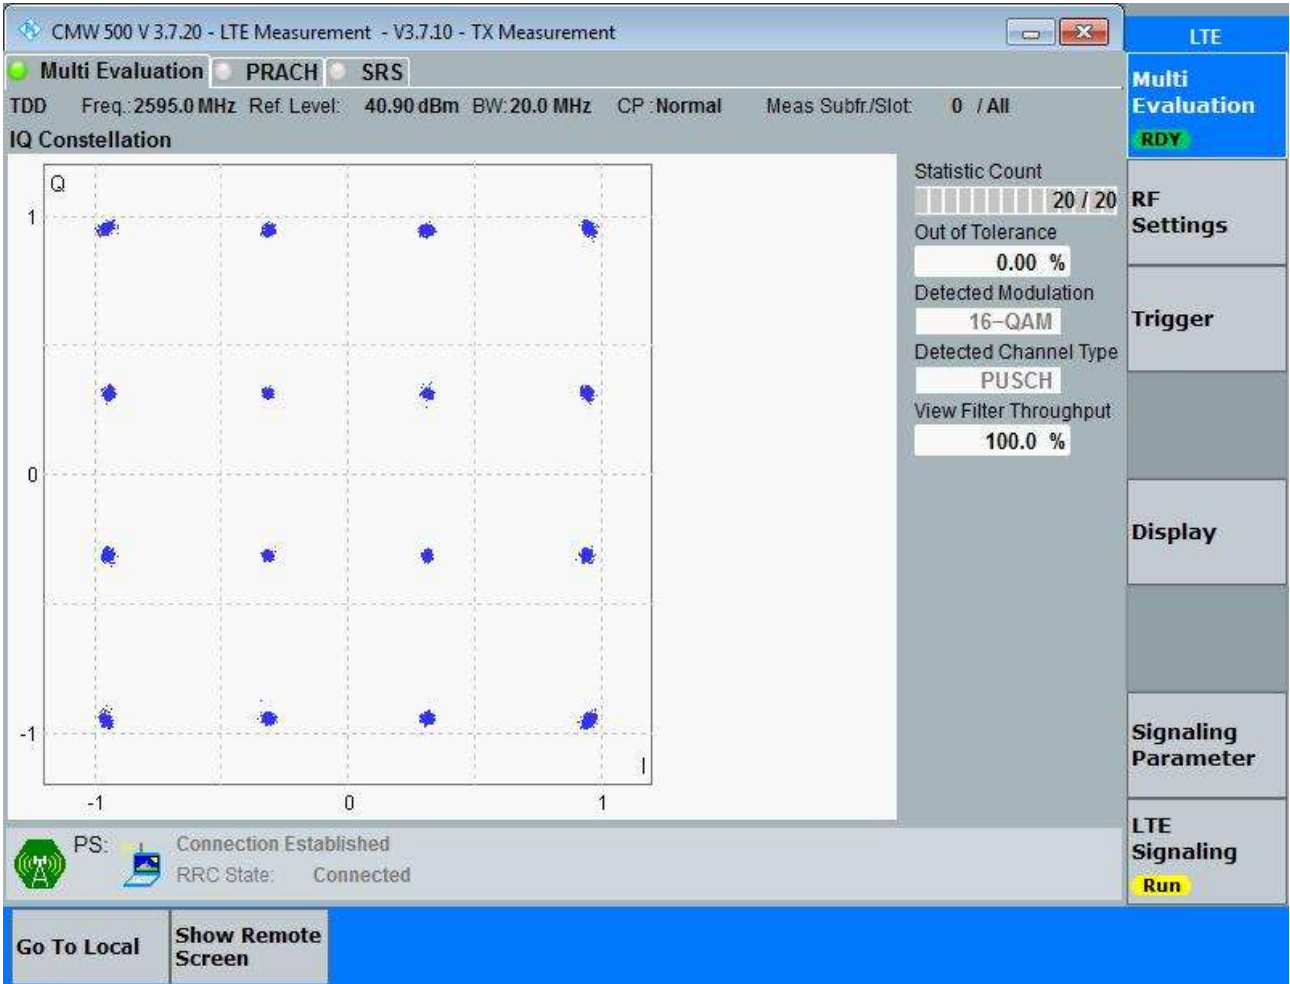 CMW 500 V 3.7.20 - LTE Measurement - V3.7.10 - TX Measurement
LTE
Multi Evaluation PRACH SRS
TDD Freq.: 2595.0 MHz Ref. Level: 40.90 dBm BW: 20.0 MHz CP : Normal Meas Subfr./Slot: 0 / All
IQ Constellation
Q
1
0
-1
I
-1 0 1
Statistic Count
20 / 20
Out of Tolerance
0.00 %
Detected Modulation
16-QAM
Detected Channel Type
PUSCH
View Filter Throughput
100.0 %
Multi
Evaluation
RDY
RF
Settings
Trigger
Display
Signaling
Parameter
LTE
Signaling
Run
PS: Connection Established
RRC State: Connected
Go To Local
Show Remote
Screen